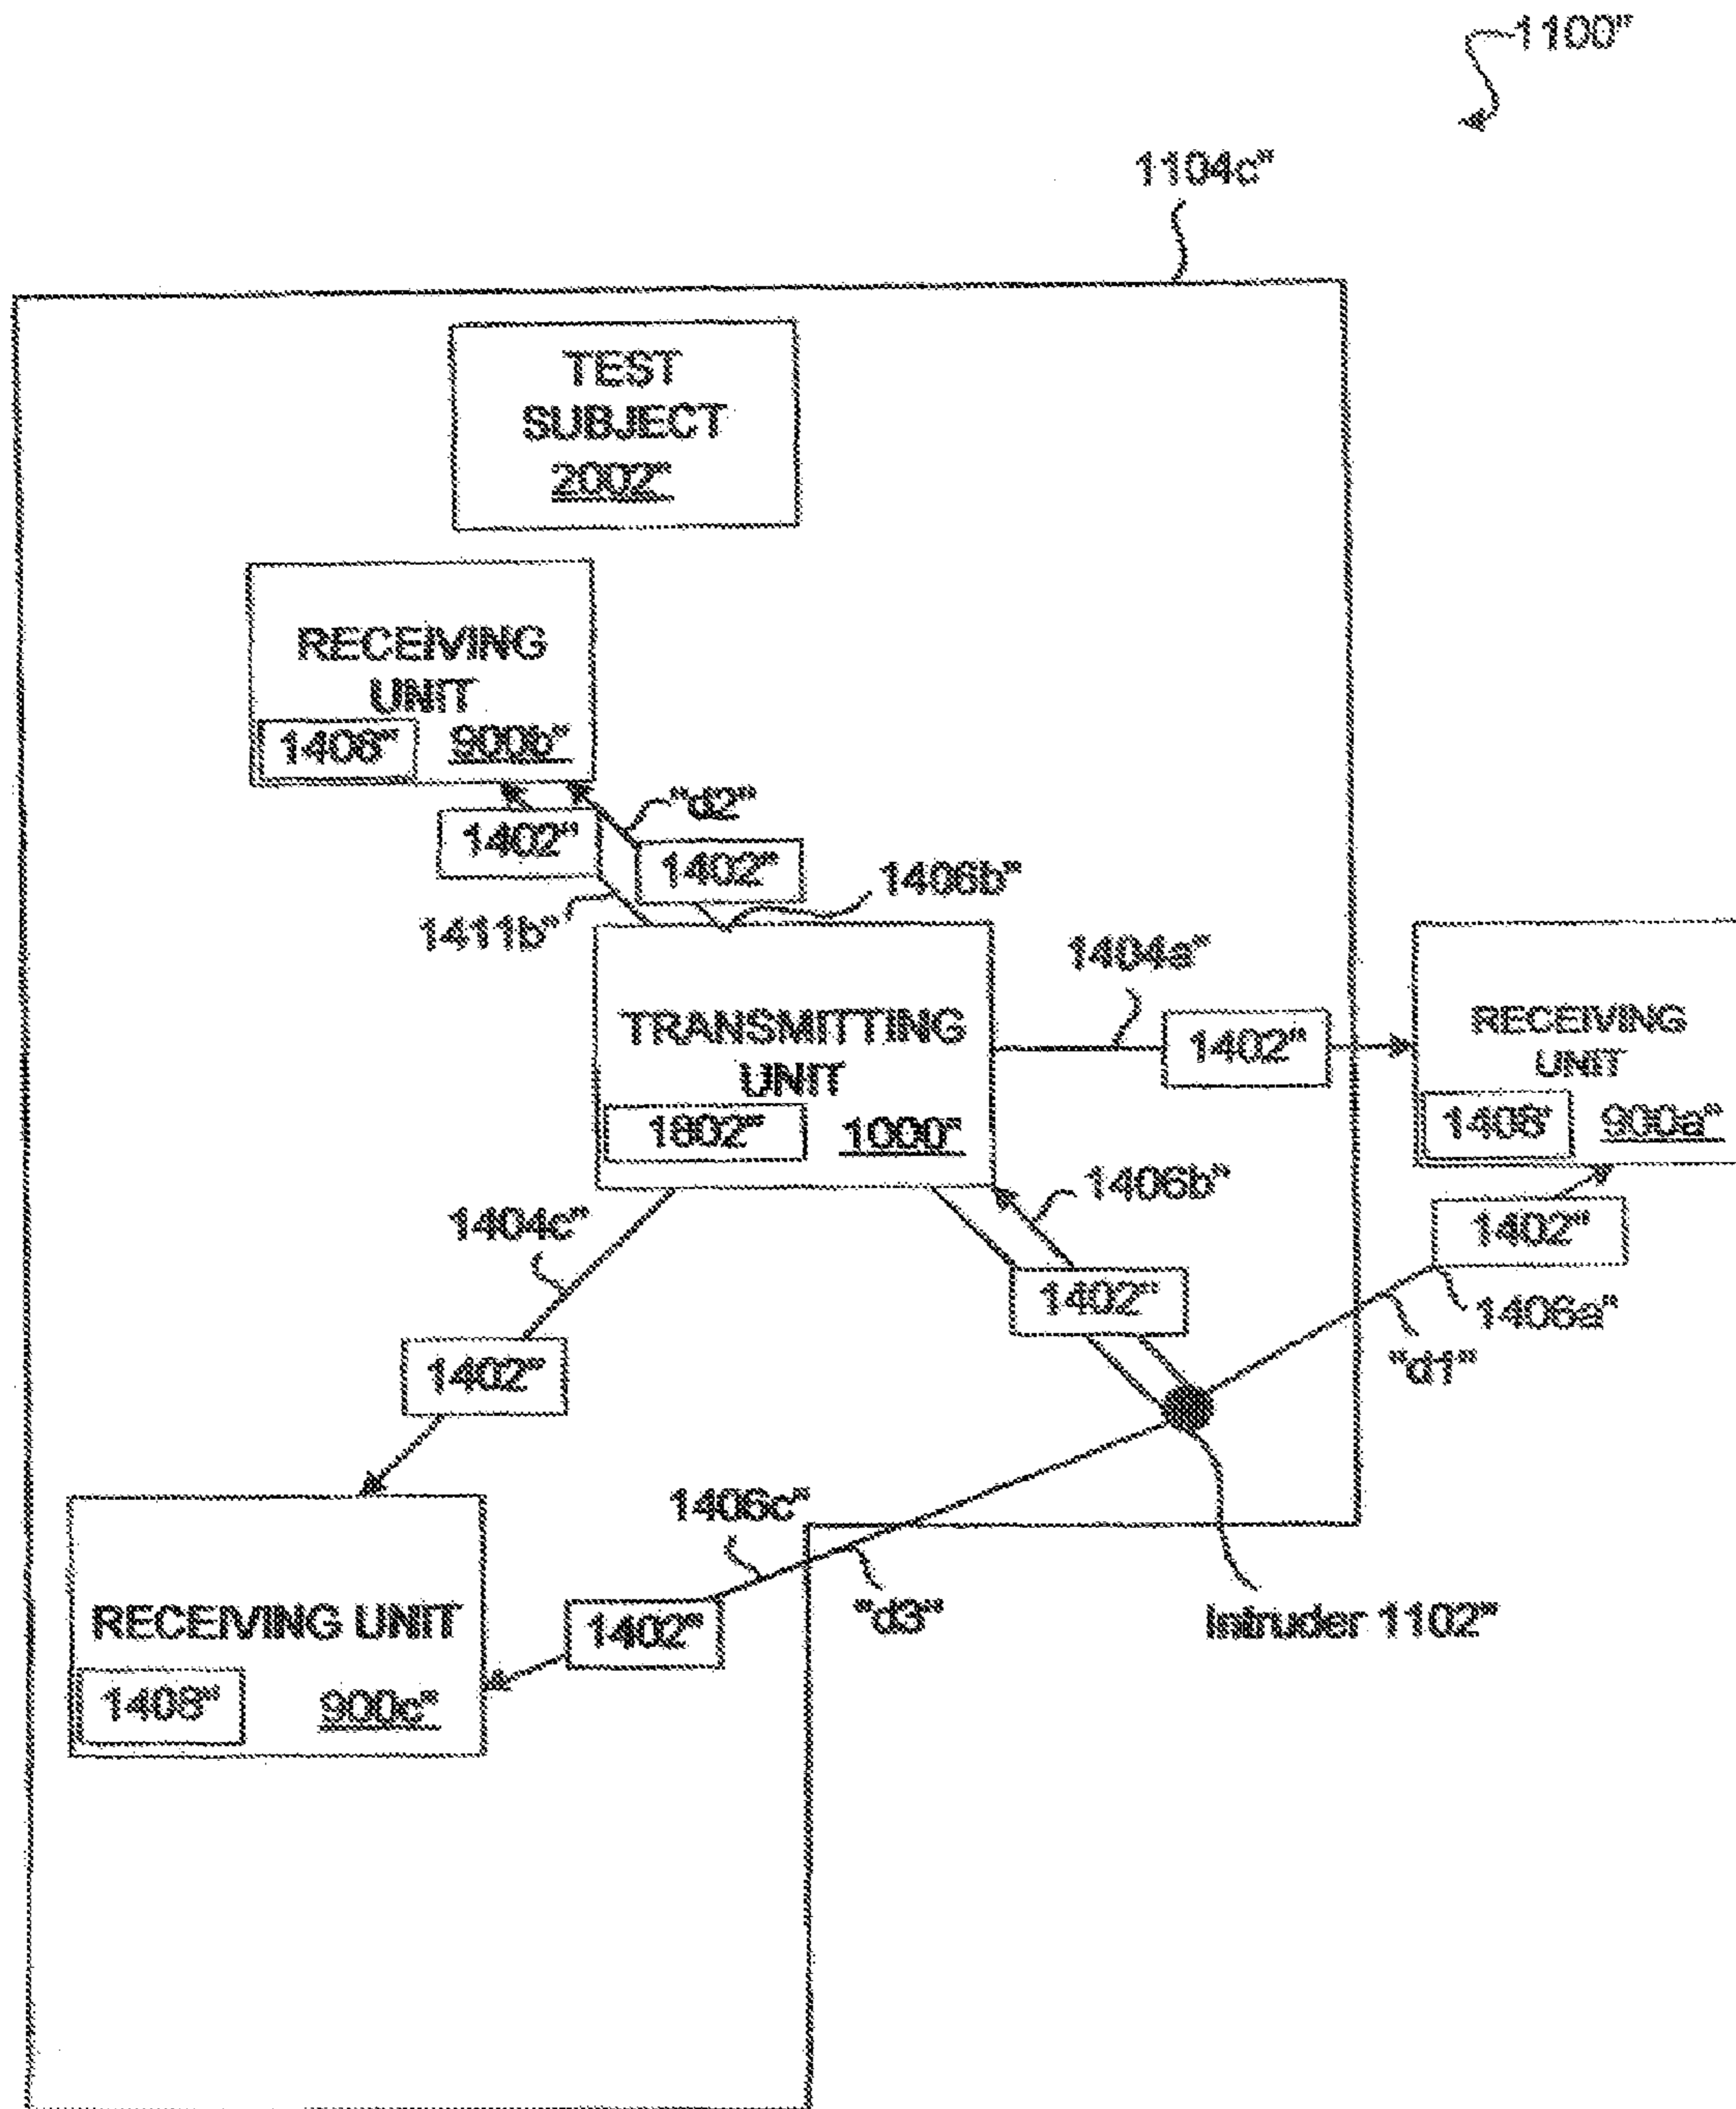 1100"
1104c"
TEST
SUBJECT
2002"
RECEIVING
UNIT
1408"
900b"
"d2"
1402"
1402"
1406b"
1411b"
1404a"
TRANSMITTING
UNIT
1402"
RECEIVING
UNIT
1802"
1000"
1406'
900a"
1406b"
1404c"
1402"
1402"
1406a"
1402"
"d1"
1406c"
"d3"
RECEIVING UNIT
1402"
Intruder 1102"
1408"
900c"